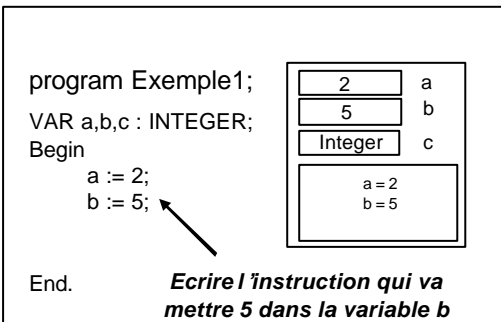 program Exemple1;
VAR a,b,c : INTEGER;
Begin
a := 2;
b := 5;
End.
Ecrire l'instruction qui va
mettre 5 dans la variable b
2 a
5 b
Integer c
a = 2
b = 5